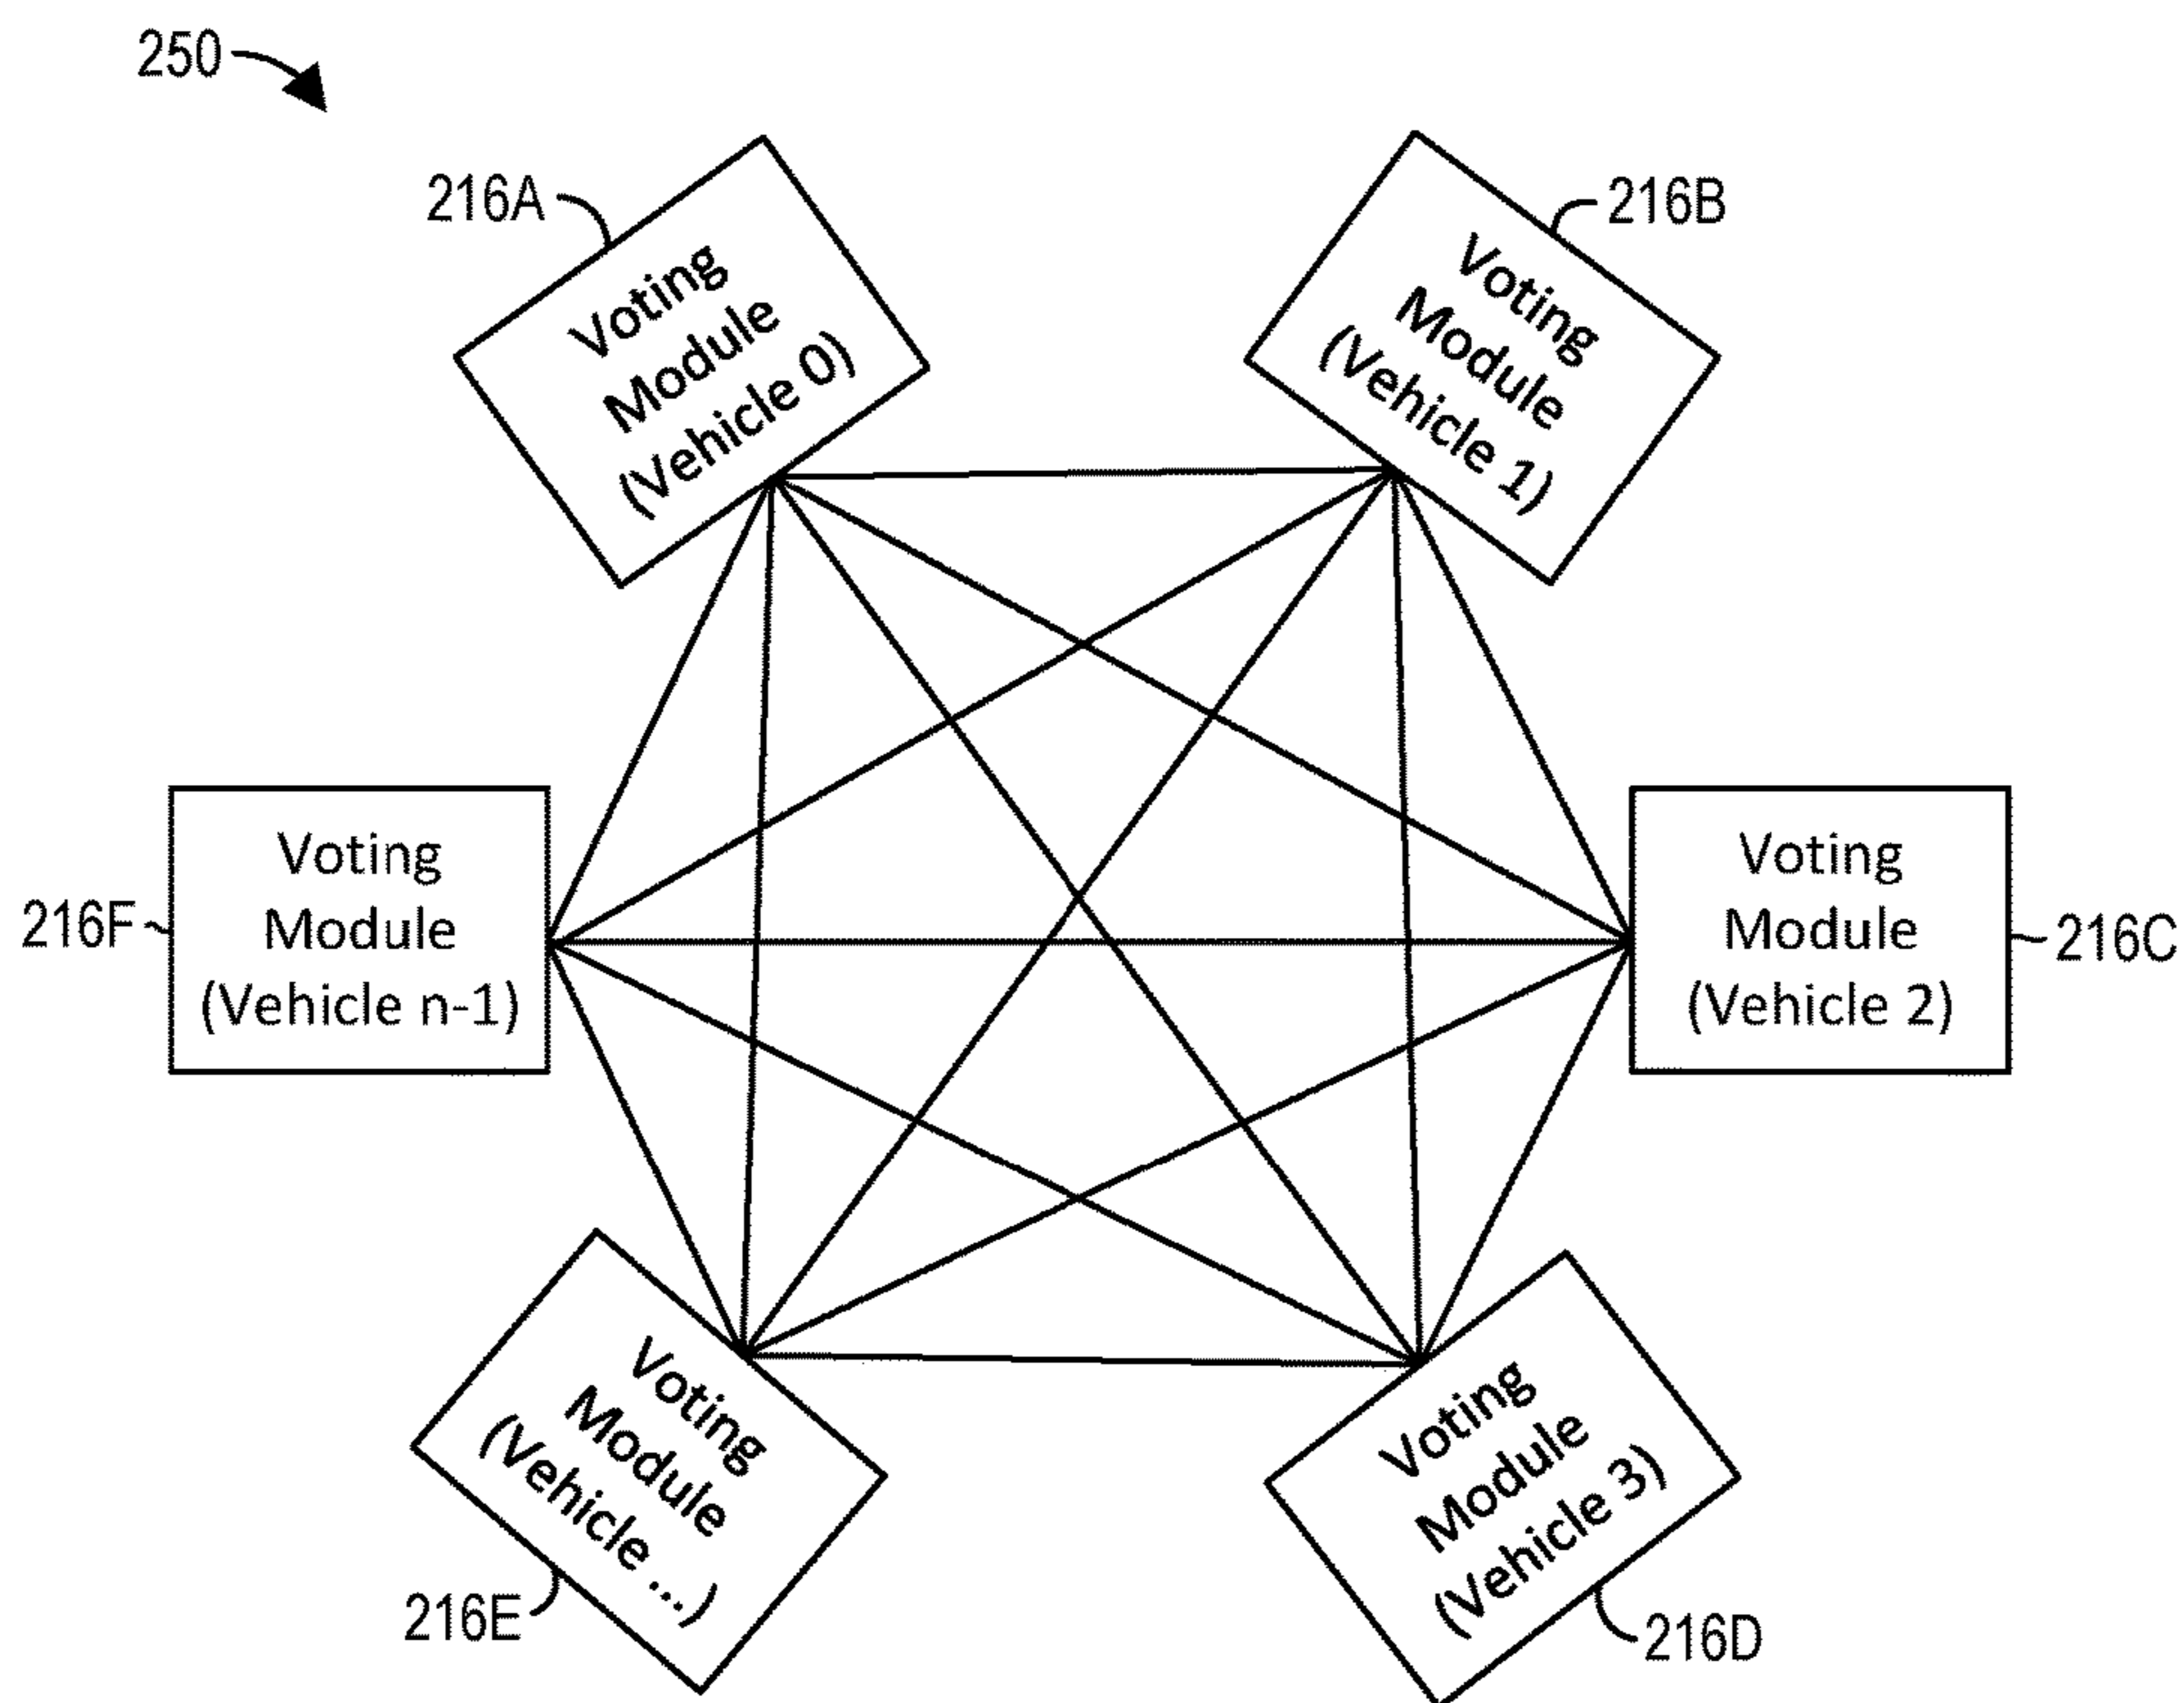 250
216A
Voting
Module
(Vehicle 0)
216B
Voting
Module
(Vehicle 1)
216F
Voting
Module
(Vehicle n-1)
Voting
Module
(Vehicle 2)
216C
Voting
Module
(Vehicle ...)
216E
Voting
Module
(Vehicle 3)
216D